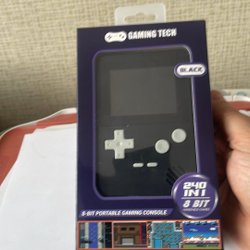 GAMING TECH
BLACK
240
IN 1
8 BIT
8-BIT PORTABLE GAMING CONSOLE